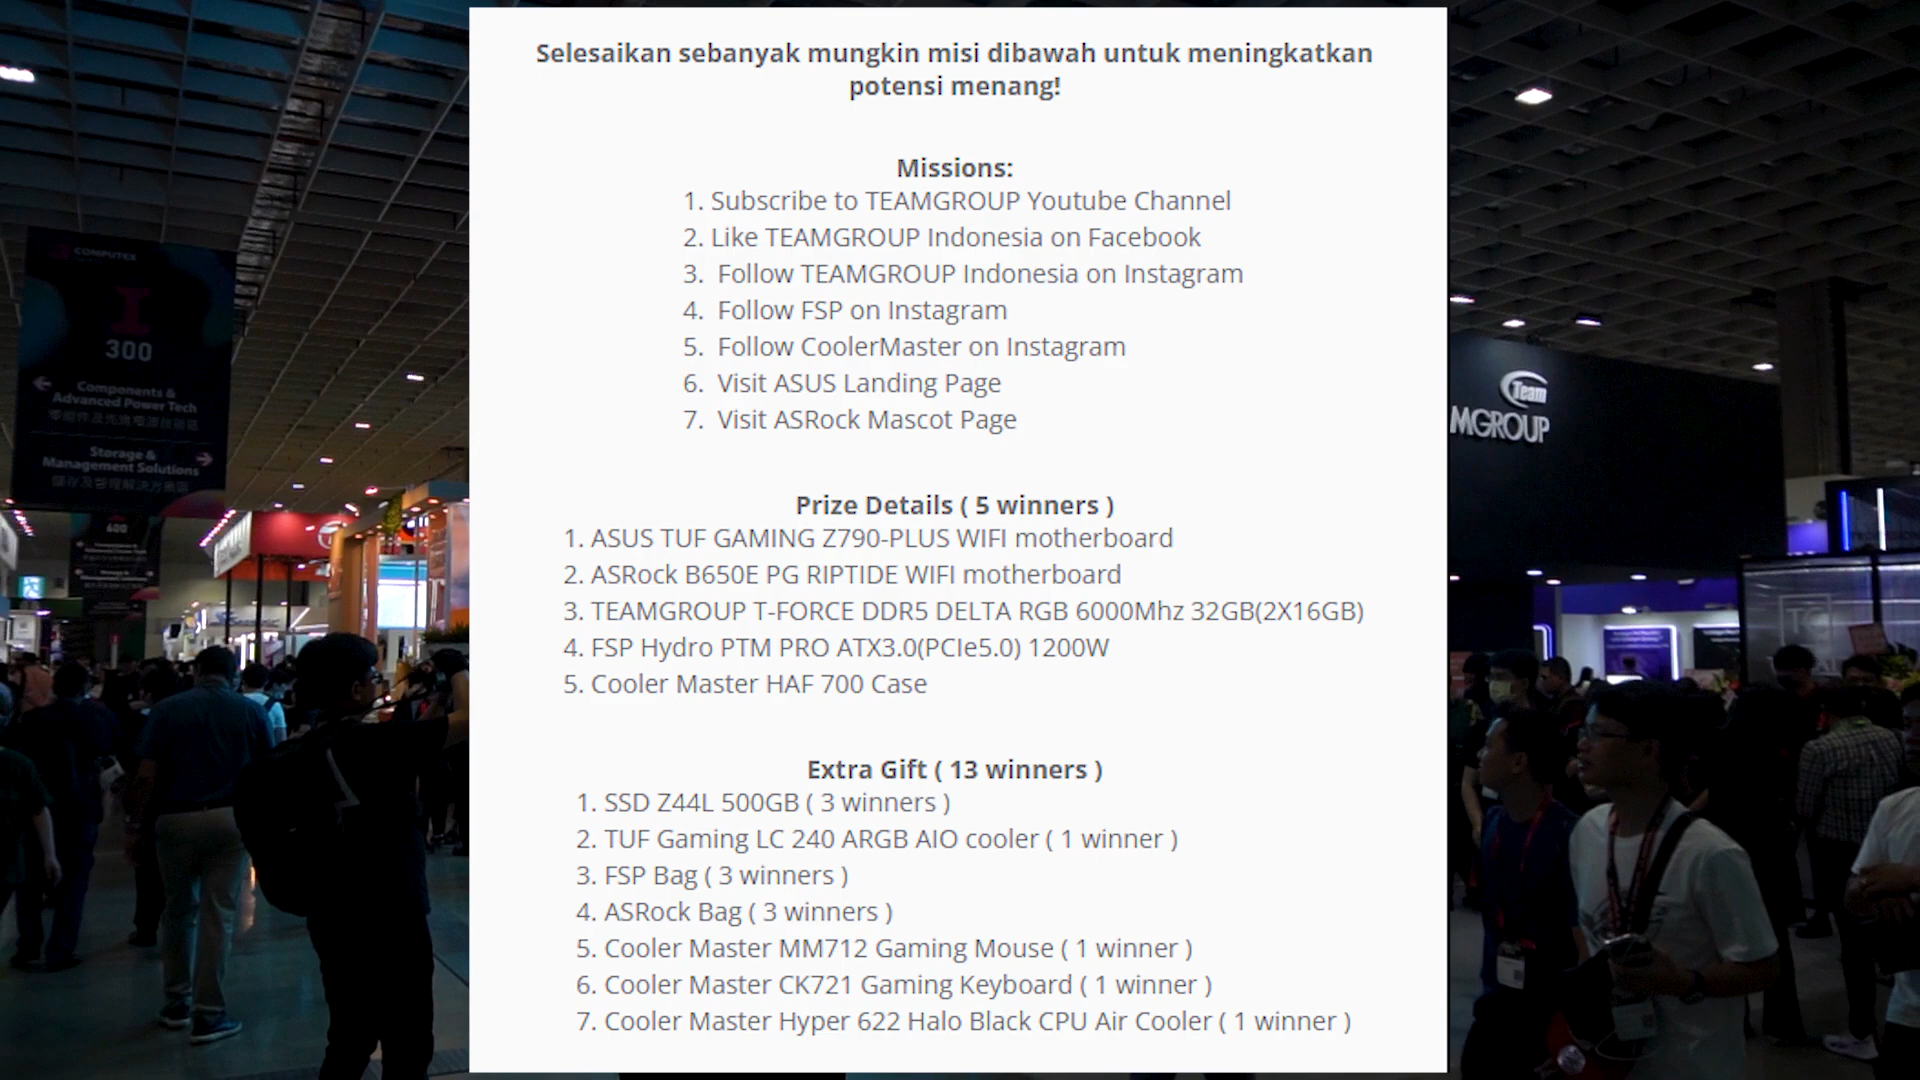 Selesaikan sebanyak mungkin misi dibawah untuk meningkatkan
potensi menang!
Missions:
1. Subscribe to TEAMGROUP Youtube Channel
2. Like TEAMGROUP Indonesia on Facebook
3.  Follow TEAMGROUP Indonesia on Instagram
4.  Follow FSP on Instagram
5.  Follow CoolerMaster on Instagram
6.  Visit ASUS Landing Page
7.  Visit ASRock Mascot Page
Prize Details ( 5 winners )
1. ASUS TUF GAMING Z790-PLUS WIFI motherboard
2. ASRock B650E PG RIPTIDE WIFI motherboard
3. TEAMGROUP T-FORCE DDR5 DELTA RGB 6000Mhz 32GB(2X16GB)
4. FSP Hydro PTM PRO ATX3.0(PCIe5.0) 1200W
5. Cooler Master HAF 700 Case
Extra Gift ( 13 winners )
1. SSD Z44L 500GB ( 3 winners )
2. TUF Gaming LC 240 ARGB AIO cooler ( 1 winner )
3. FSP Bag ( 3 winners )
4. ASRock Bag ( 3 winners )
5. Cooler Master MM712 Gaming Mouse ( 1 winner )
6. Cooler Master CK721 Gaming Keyboard ( 1 winner )
7. Cooler Master Hyper 622 Halo Black CPU Air Cooler ( 1 winner )
COMPUTEX
I
300
Components &
Advanced Power Tech
Storage &
Management Solutions
600
Team
MGROUP